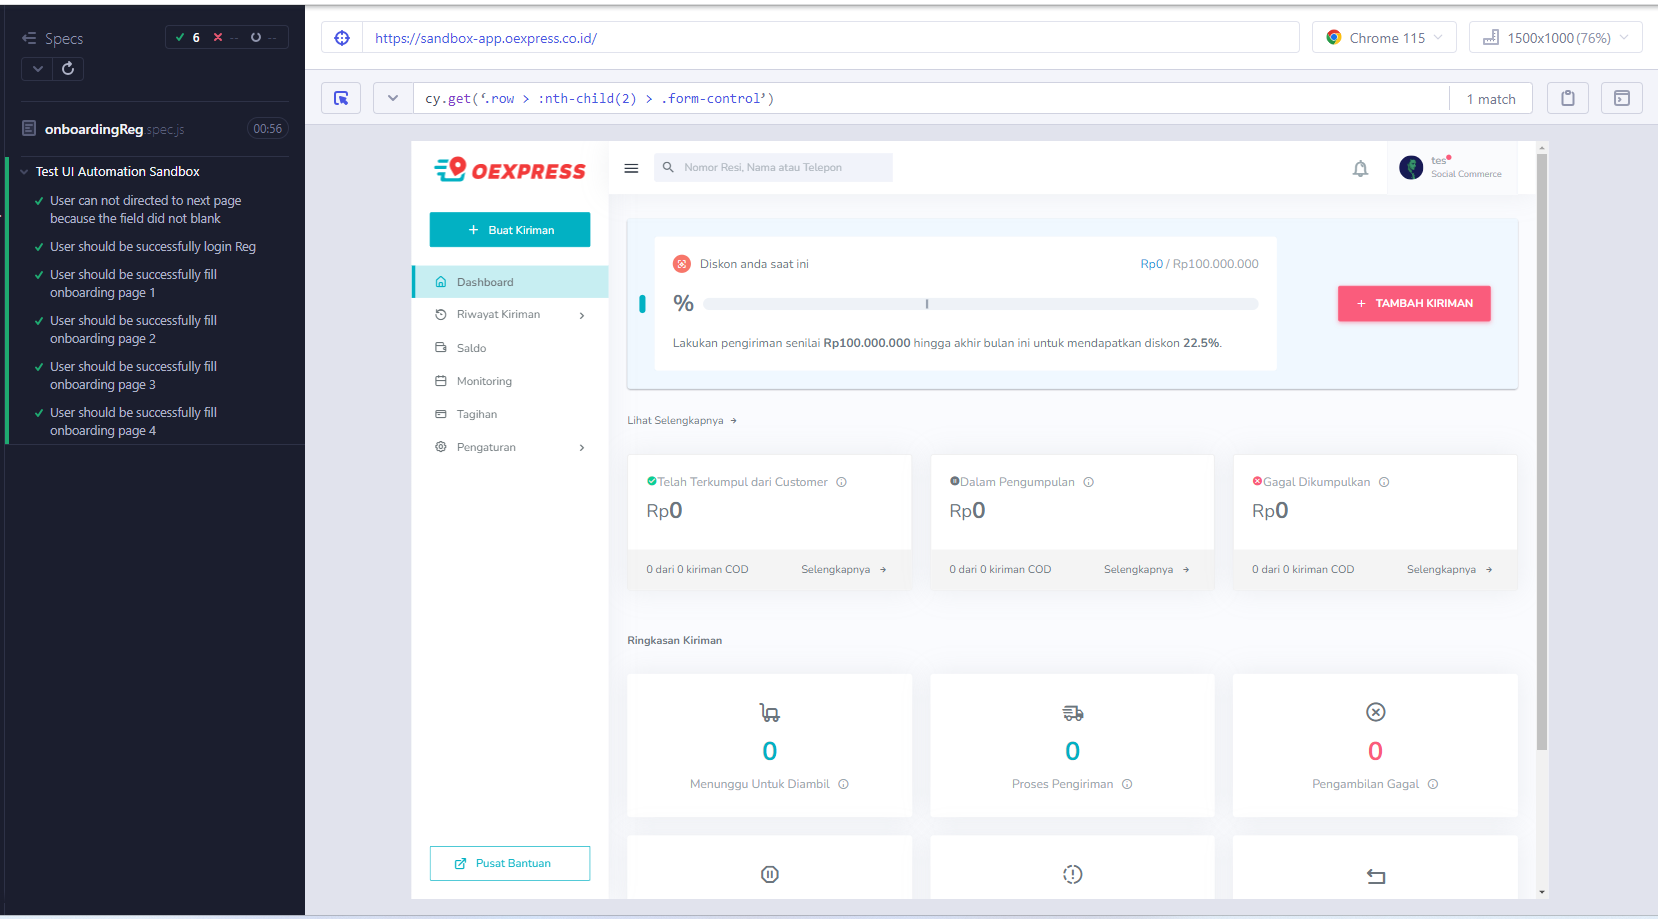 Specs
6
--
--
onboardingReg.spec.js
00:56
Test UI Automation Sandbox
User can not directed to next page
because the field did not blank
User should be successfully login Reg
User should be successfully fill
onboarding page 1
User should be successfully fill
onboarding page 2
User should be successfully fill
onboarding page 3
User should be successfully fill
onboarding page 4
https://sandbox-app.oexpress.co.id/
Chrome 115
1500x1000 (76%)
cy.get(‘.row > :nth-child(2) > .form-control’)
1 match
OEXPRESS
Nomor Resi, Nama atau Telepon
tes
Social Commerce
+ Buat Kiriman
Dashboard
Riwayat Kiriman
Saldo
Monitoring
Tagihan
Pengaturan
Pusat Bantuan
Diskon anda saat ini
Rp0 / Rp100.000.000
%
+ TAMBAH KIRIMAN
Lakukan pengiriman senilai Rp100.000.000 hingga akhir bulan ini untuk mendapatkan diskon 22.5%.
Lihat Selengkapnya →
Telah Terkumpul dari Customer
Rp0
0 dari 0 kiriman COD
Selengkapnya →
Dalam Pengumpulan
Rp0
0 dari 0 kiriman COD
Selengkapnya →
Gagal Dikumpulkan
Rp0
0 dari 0 kiriman COD
Selengkapnya →
Ringkasan Kiriman
0
Menunggu Untuk Diambil
0
Proses Pengiriman
0
Pengambilan Gagal